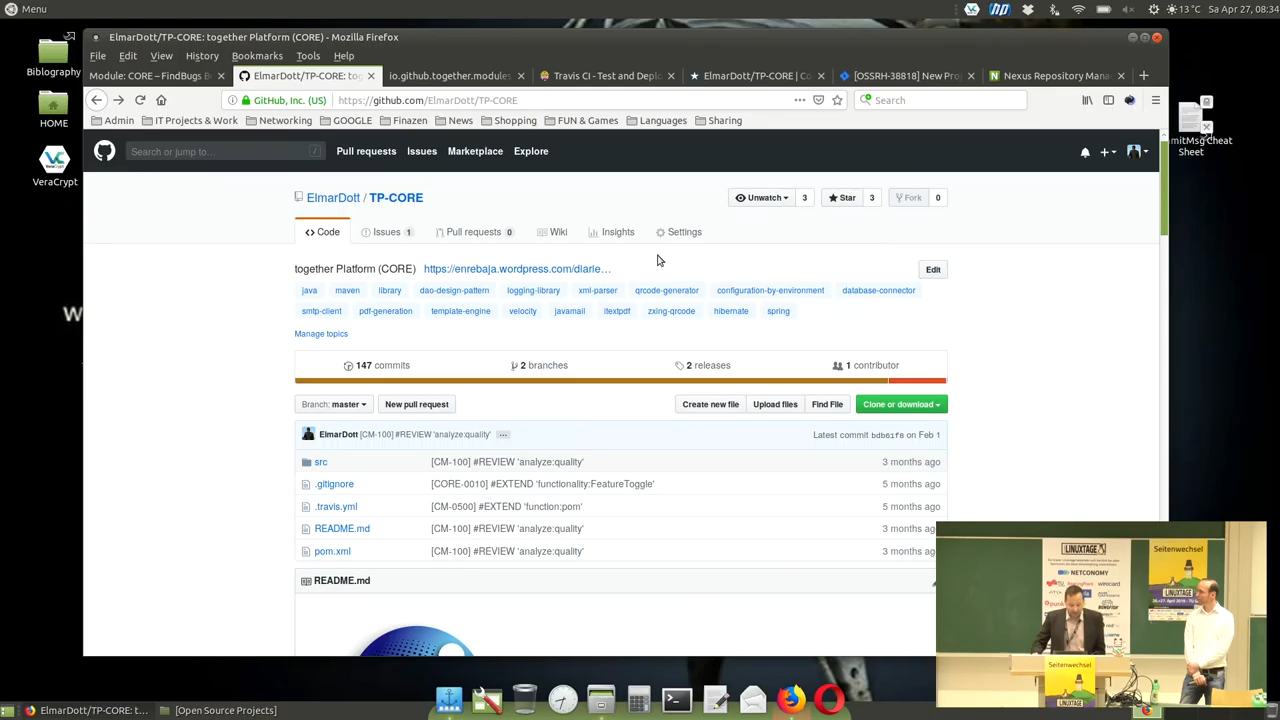 Menu
13°C
Sa Apr 27, 08:34
ElmarDott/TP-CORE: together Platform (CORE) - Mozilla Firefox
File Edit View History Bookmarks Tools Help
Module: CORE – FindBugs B
ElmarDott/TP-CORE: tog
io.github.together.modules
Travis CI - Test and Deplo
ElmarDott/TP-CORE | Co
[OSSRH-38818] New Proj
Nexus Repository Mana
GitHub, Inc. (US)
https://github.com/ElmarDott/TP-CORE
Search
Admin IT Projects & Work Networking GOOGLE Finazen News Shopping FUN & Games Languages Sharing
Biblography
HOME
VeraCrypt
mitMsgCheat
Sheet
Search or jump to...
/
Pull requests Issues Marketplace Explore
ElmarDott / TP-CORE
Unwatch 3 Star 3 Fork 0
Code Issues 1 Pull requests 0 Wiki Insights Settings
together Platform (CORE) https://enrebaja.wordpress.com/diarie…
Edit
java maven library dao-design-pattern logging-library xml-parser qrcode-generator configuration-by-environment database-connector
smtp-client pdf-generation template-engine velocity javamail itextpdf zxing-qrcode hibernate spring
Manage topics
147 commits 2 branches 2 releases 1 contributor
Branch: master New pull request Create new file Upload files Find File Clone or download
ElmarDott [CM-100] #REVIEW 'analyze:quality' … Latest commit bdb61f8 on Feb 1
src [CM-100] #REVIEW 'analyze:quality' 3 months ago
.gitignore [CORE-0010] #EXTEND 'functionality:FeatureToggle' 5 months ago
.travis.yml [CM-0500] #EXTEND 'function:pom' 5 months ago
README.md [CM-100] #REVIEW 'analyze:quality' 3 months ago
pom.xml [CM-100] #REVIEW 'analyze:quality' 3 months ago
README.md
W
LINUXTAGE
NETCONOMY
Seitenwechsel
LINUXTAGE
Seitenwechsel
ElmarDott/TP-CORE: to...
[Open Source Projects]